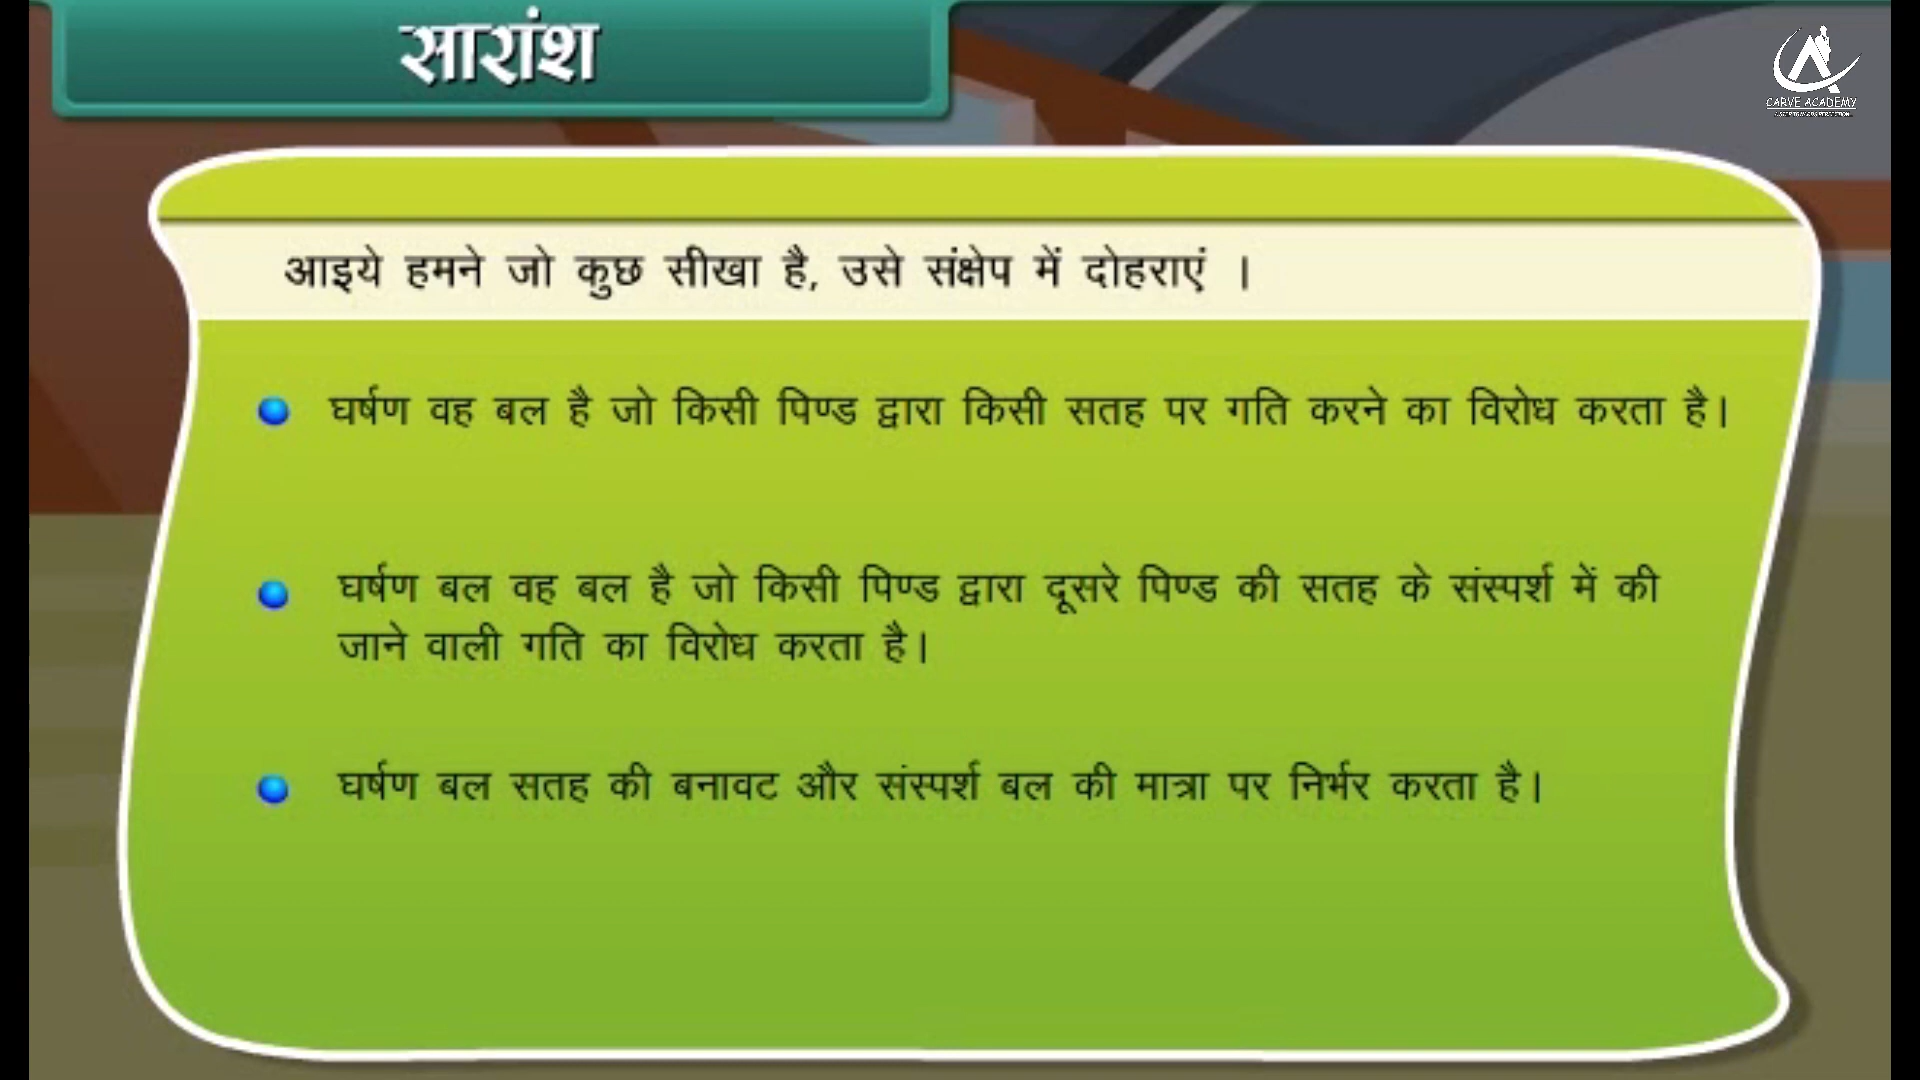 सारांश
CARVE ACADEMY
आइये हमने जो कुछ सीखा है, उसे संक्षेप में दोहराएं ।
घर्षण वह बल है जो किसी पिण्ड द्वारा किसी सतह पर गति करने का विरोध करता है।
घर्षण बल वह बल है जो किसी पिण्ड द्वारा दूसरे पिण्ड की सतह के संस्पर्श में की
जाने वाली गति का विरोध करता है।
घर्षण बल सतह की बनावट और संस्पर्श बल की मात्रा पर निर्भर करता है।